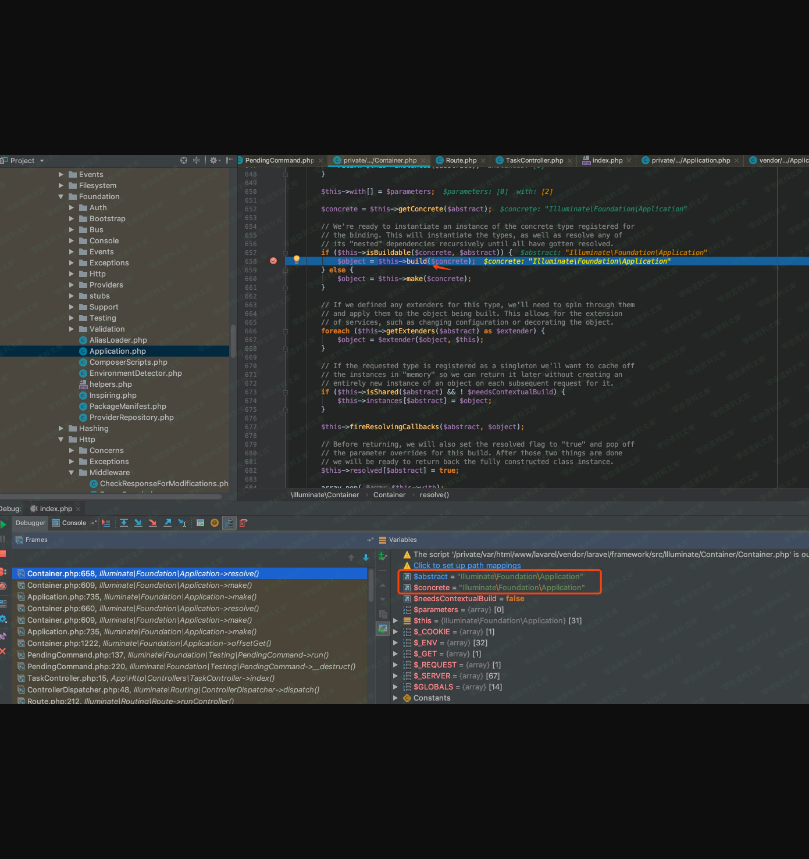 Project
PendingCommand.php
private/.../Container.php
Route.php
TaskController.php
index.php
private/.../Application.php
vendor/...Applic
Events
Filesystem
Foundation
Auth
Bootstrap
Bus
Console
Events
Exceptions
Http
Providers
stubs
Support
Testing
Validation
AliasLoader.php
Application.php
ComposerScripts.php
EnvironmentDetector.php
helpers.php
Inspiring.php
PackageManifest.php
ProviderRepository.php
Hashing
Http
Concerns
Exceptions
Middleware
CheckResponseForModifications.ph
648 }
649
650 $this->with[] = $parameters; $parameters: [0] with: [2]
651
652 $concrete = $this->getConcrete($abstract); $concrete: "Illuminate\Foundation\Application"
653
654 // We're ready to instantiate an instance of the concrete type registered for
655 // the binding. This will instantiate the types, as well as resolve any of
656 // its "nested" dependencies recursively until all have gotten resolved.
657 if ($this->isBuildable($concrete, $abstract)) { $abstract: "Illuminate\Foundation\Application"
658 $object = $this->build($concrete); $concrete: "Illuminate\Foundation\Application"
659 } else {
660 $object = $this->make($concrete);
661 }
662
663 // If we defined any extenders for this type, we'll need to spin through them
664 // and apply them to the object being built. This allows for the extension
665 // of services, such as changing configuration or decorating the object.
666 foreach ($this->getExtenders($abstract) as $extender) {
667 $object = $extender($object, $this);
668 }
669
670 // If the requested type is registered as a singleton we'll want to cache off
671 // the instances in "memory" so we can return it later without creating an
672 // entirely new instance of an object on each subsequent request for it.
673 if ($this->isShared($abstract) && ! $needsContextualBuild) {
674 $this->instances[$abstract] = $object;
675 }
676
677 $this->fireResolvingCallbacks($abstract, $object);
678
679 // Before returning, we will also set the resolved flag to "true" and pop off
680 // the parameter overrides for this build. After those two things are done
681 // we will be ready to return back the fully constructed class instance.
682 $this->resolved[$abstract] = true;
683
\Illuminate\Container › Container › resolve()
Debug: index.php
Debugger Console
Frames
Container.php:658, Illuminate\Foundation\Application->resolve()
Container.php:609, Illuminate\Foundation\Application->make()
Application.php:735, Illuminate\Foundation\Application->make()
Container.php:660, Illuminate\Foundation\Application->resolve()
Container.php:609, Illuminate\Foundation\Application->make()
Application.php:735, Illuminate\Foundation\Application->make()
Container.php:1222, Illuminate\Foundation\Application->offsetGet()
PendingCommand.php:137, Illuminate\Foundation\Testing\PendingCommand->run()
PendingCommand.php:220, Illuminate\Foundation\Testing\PendingCommand->__destruct()
TaskController.php:15, App\Http\Controllers\TaskController->index()
ControllerDispatcher.php:48, Illuminate\Routing\ControllerDispatcher->dispatch()
Route.php:212, Illuminate\Routing\Route->runController()
Variables
The script '/private/var/html/www/lavarel/vendor/laravel/framework/src/Illuminate/Container/Container.php' is ou
Click to set up path mappings
$abstract = "Illuminate\Foundation\Application"
$concrete = "Illuminate\Foundation\Application"
$needsContextualBuild = false
$parameters = {array} [0]
$this = {Illuminate\Foundation\Application} [31]
$_COOKIE = {array} [1]
$_ENV = {array} [32]
$_GET = {array} [1]
$_REQUEST = {array} [1]
$_SERVER = {array} [67]
$GLOBALS = {array} [14]
Constants